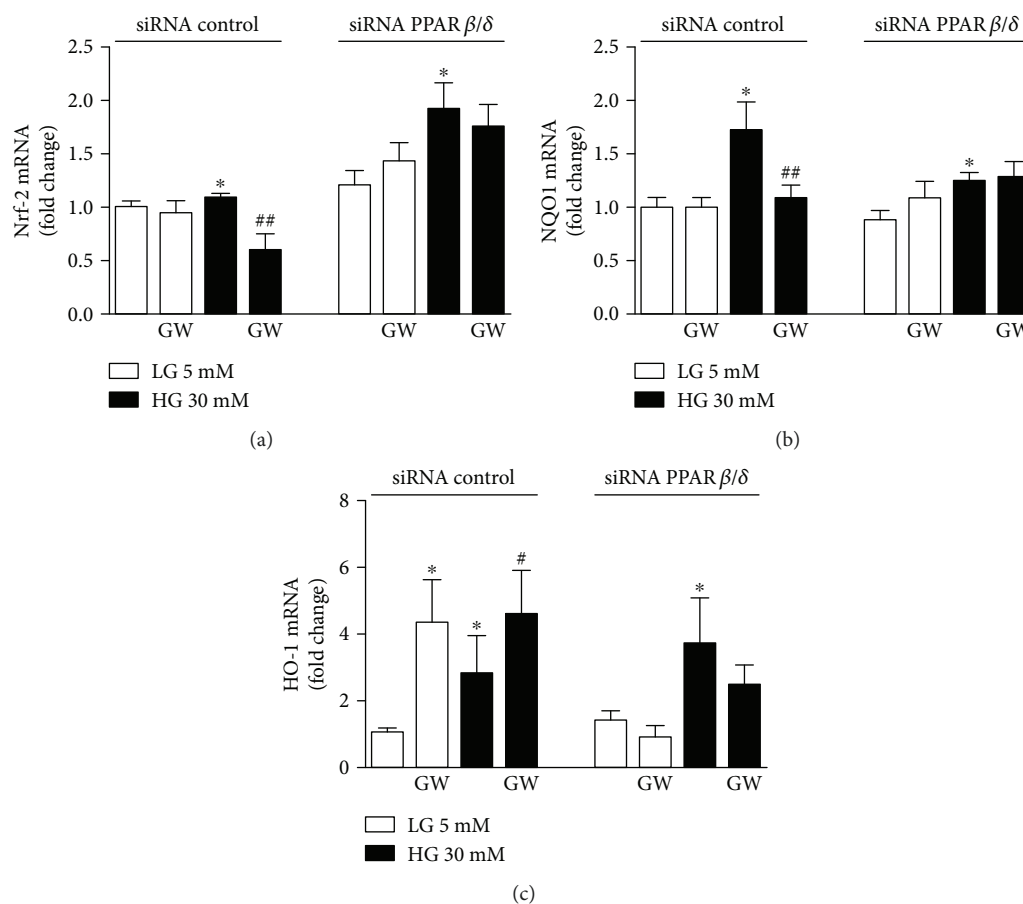 siRNA control
siRNA PPAR β/δ
2.5
2.0
1.5
1.0
0.5
0.0
Nrf-2 mRNA
(fold change)
*
##
*
GW
GW
GW
GW
LG 5 mM
HG 30 mM
(a)
siRNA control
siRNA PPAR β/δ
2.5
2.0
1.5
1.0
0.5
0.0
NQO1 mRNA
(fold change)
*
##
*
GW
GW
GW
GW
LG 5 mM
HG 30 mM
(b)
siRNA control
siRNA PPAR β/δ
8
6
4
2
0
HO-1 mRNA
(fold change)
*
*
#
*
GW
GW
GW
GW
LG 5 mM
HG 30 mM
(c)